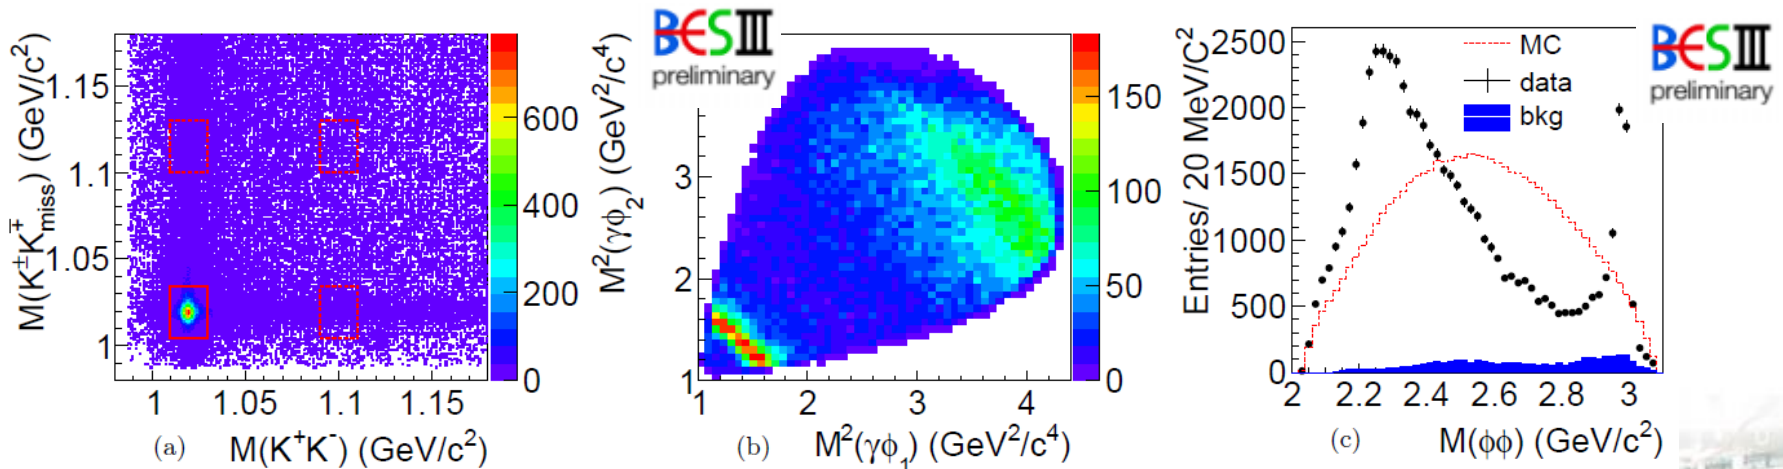 M(K±K∓miss) (GeV/c²)
1.15
1.1
1.05
1
1
1.05
1.1
1.15
(a)
M(K⁺K⁻) (GeV/c²)
600
400
200
0
BESIII
preliminary
M²(γϕ₂) (GeV²/c⁴)
3
2
1
1
2
3
4
(b)
M²(γϕ₁) (GeV²/c⁴)
150
100
50
0
Entries/ 20 MeV/C²
2500
2000
1500
1000
500
0
2
2.2
2.4
2.6
2.8
3
(c)
M(ϕϕ) (GeV/c²)
MC
data
bkg
BESIII
preliminary